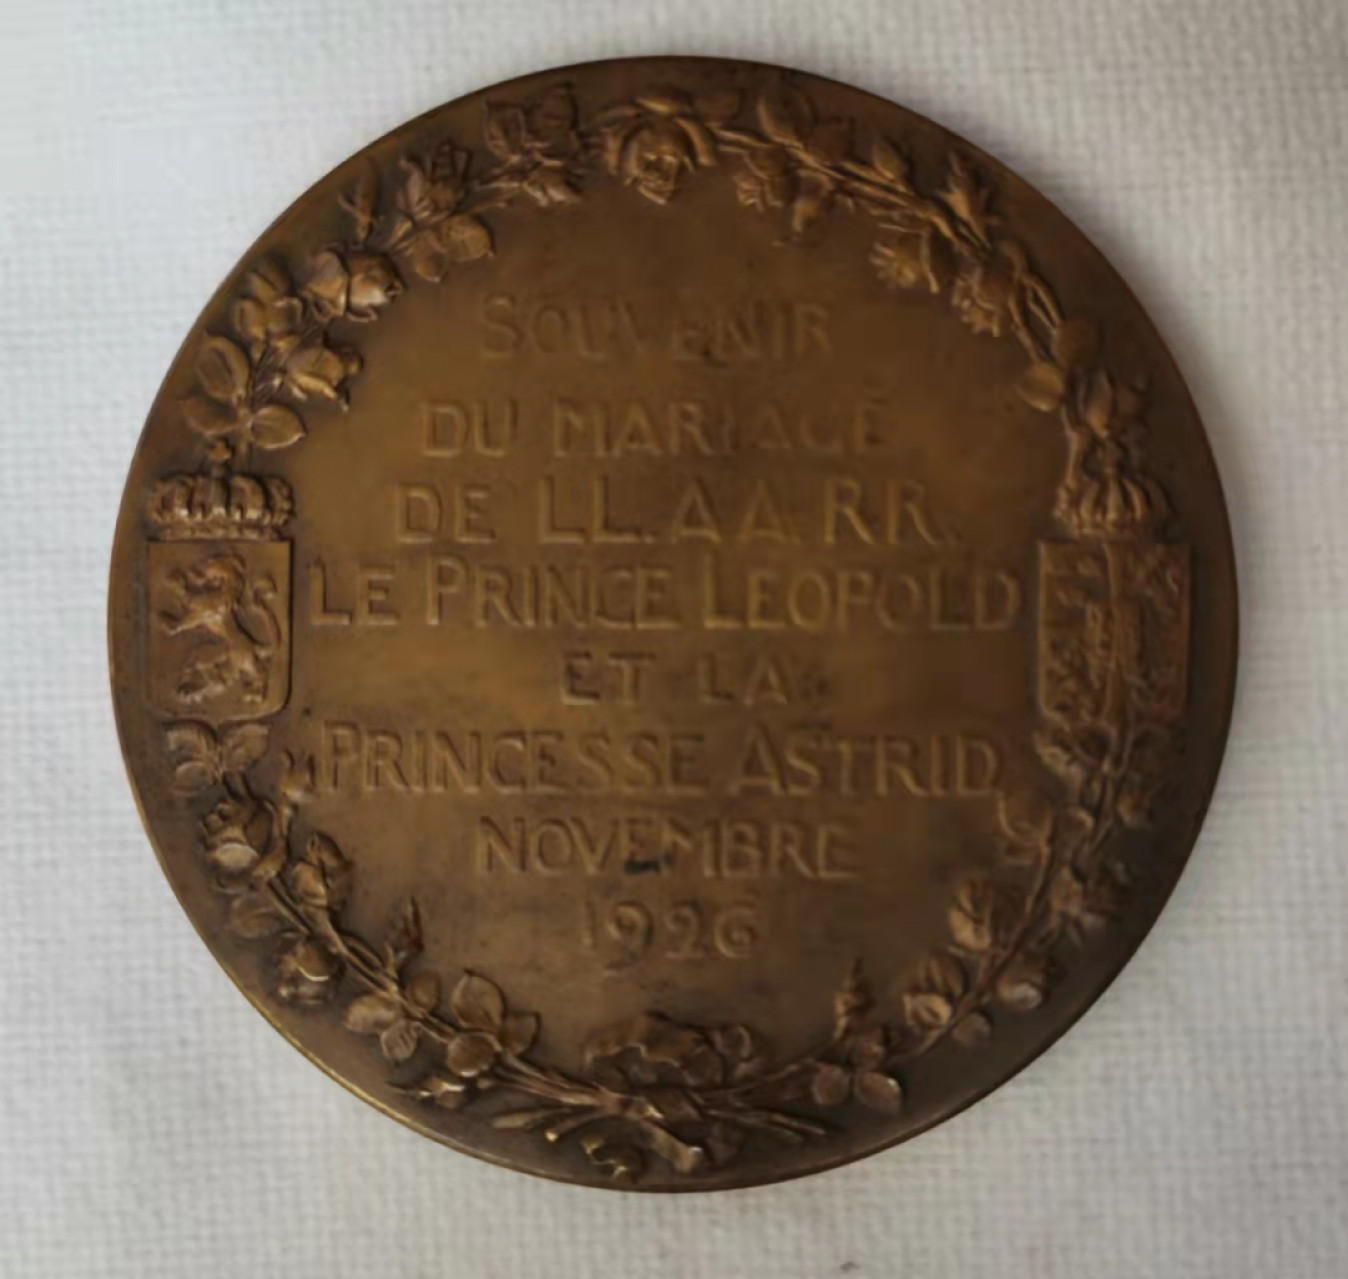 SOUVENIR
DU MARIAGE
DE LL.AA.RR.
LE PRINCE LEOPOLD
ET LA
PRINCESSE ASTRID
NOVEMBRE
1926